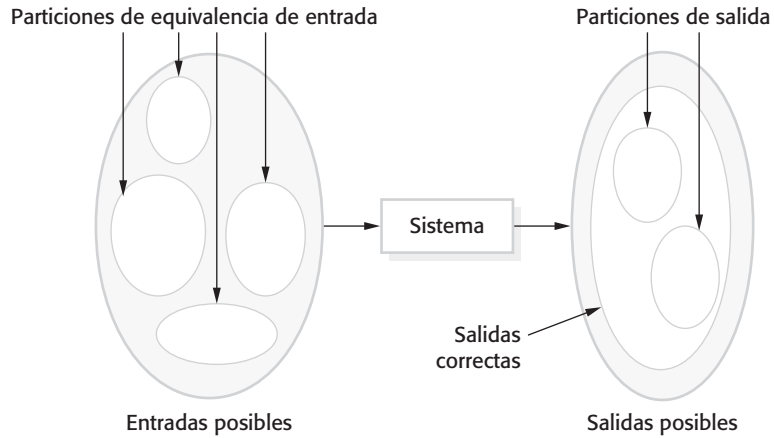 Particiones de equivalencia de entrada
Particiones de salida
Sistema
Salidas
correctas
Entradas posibles
Salidas posibles